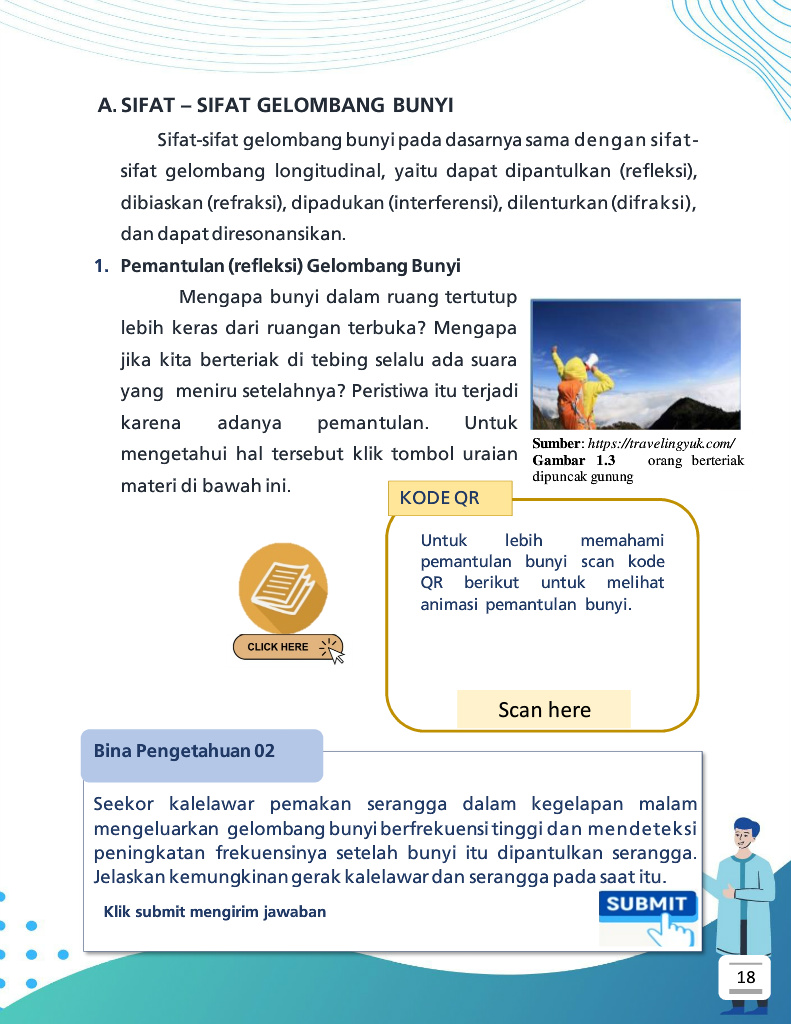 A. SIFAT – SIFAT GELOMBANG BUNYI
Sifat-sifat gelombang bunyi pada dasarnya sama dengan sifat-
sifat gelombang longitudinal, yaitu dapat dipantulkan (refleksi),
dibiaskan (refraksi), dipadukan (interferensi), dilenturkan (difraksi),
dan dapat diresonansikan.
1. Pemantulan (refleksi) Gelombang Bunyi
Mengapa bunyi dalam ruang tertutup
lebih keras dari ruangan terbuka? Mengapa
jika kita berteriak di tebing selalu ada suara
yang meniru setelahnya? Peristiwa itu terjadi
karena adanya pemantulan. Untuk
mengetahui hal tersebut klik tombol uraian
materi di bawah ini.
Sumber: https://travelingyuk.com/
Gambar 1.3 orang berteriak
dipuncak gunung
KODE QR
Untuk lebih memahami
pemantulan bunyi scan kode
QR berikut untuk melihat
animasi pemantulan bunyi.
CLICK HERE
Scan here
Bina Pengetahuan 02
Seekor kalelawar pemakan serangga dalam kegelapan malam
mengeluarkan gelombang bunyi berfrekuensi tinggi dan mendeteksi
peningkatan frekuensinya setelah bunyi itu dipantulkan serangga.
Jelaskan kemungkinan gerak kalelawar dan serangga pada saat itu.
Klik submit mengirim jawaban
SUBMIT
18